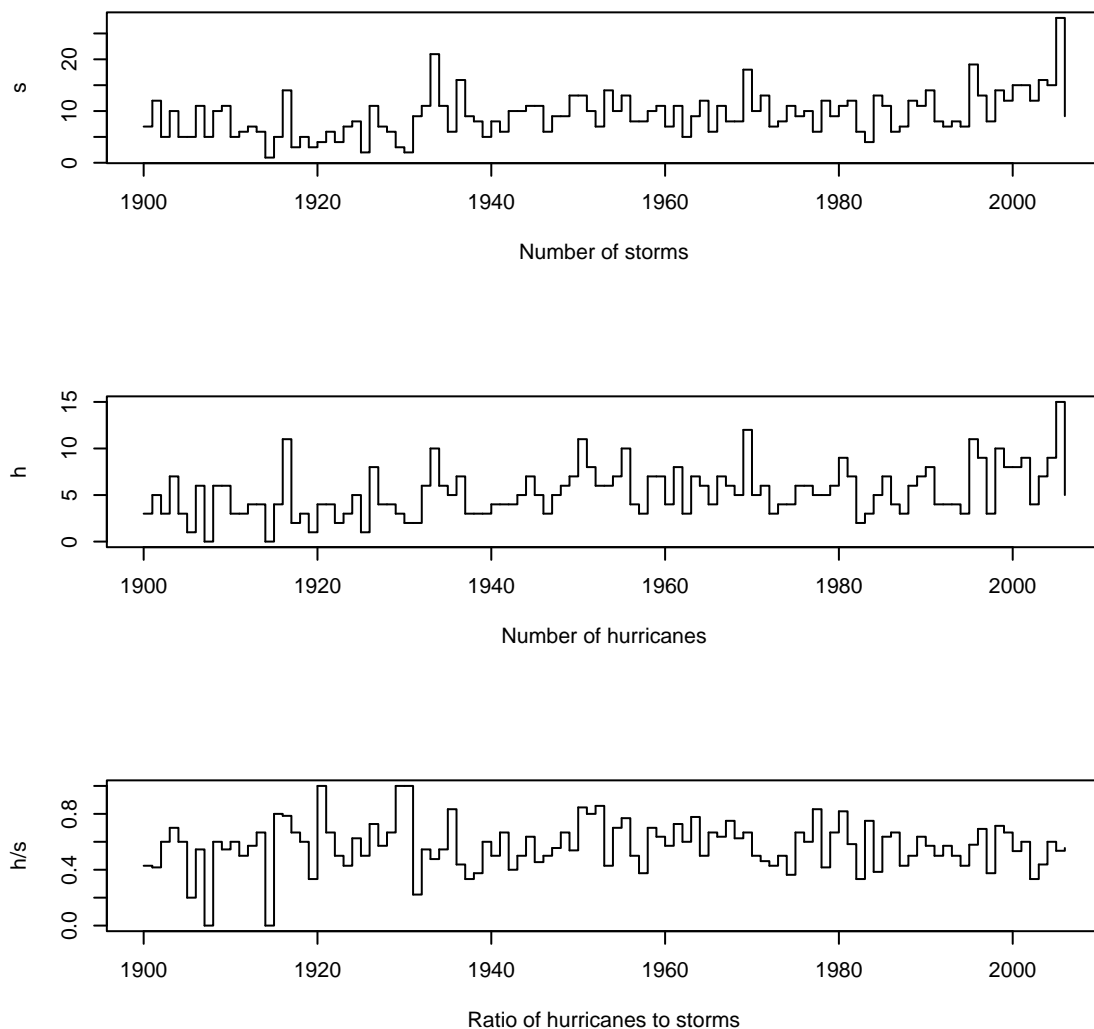 s
20
10
0
1900 1920 1940 1960 1980 2000
Number of storms
h
15
10
5
0
1900 1920 1940 1960 1980 2000
Number of hurricanes
h/s
0.8
0.4
0.0
1900 1920 1940 1960 1980 2000
Ratio of hurricanes to storms